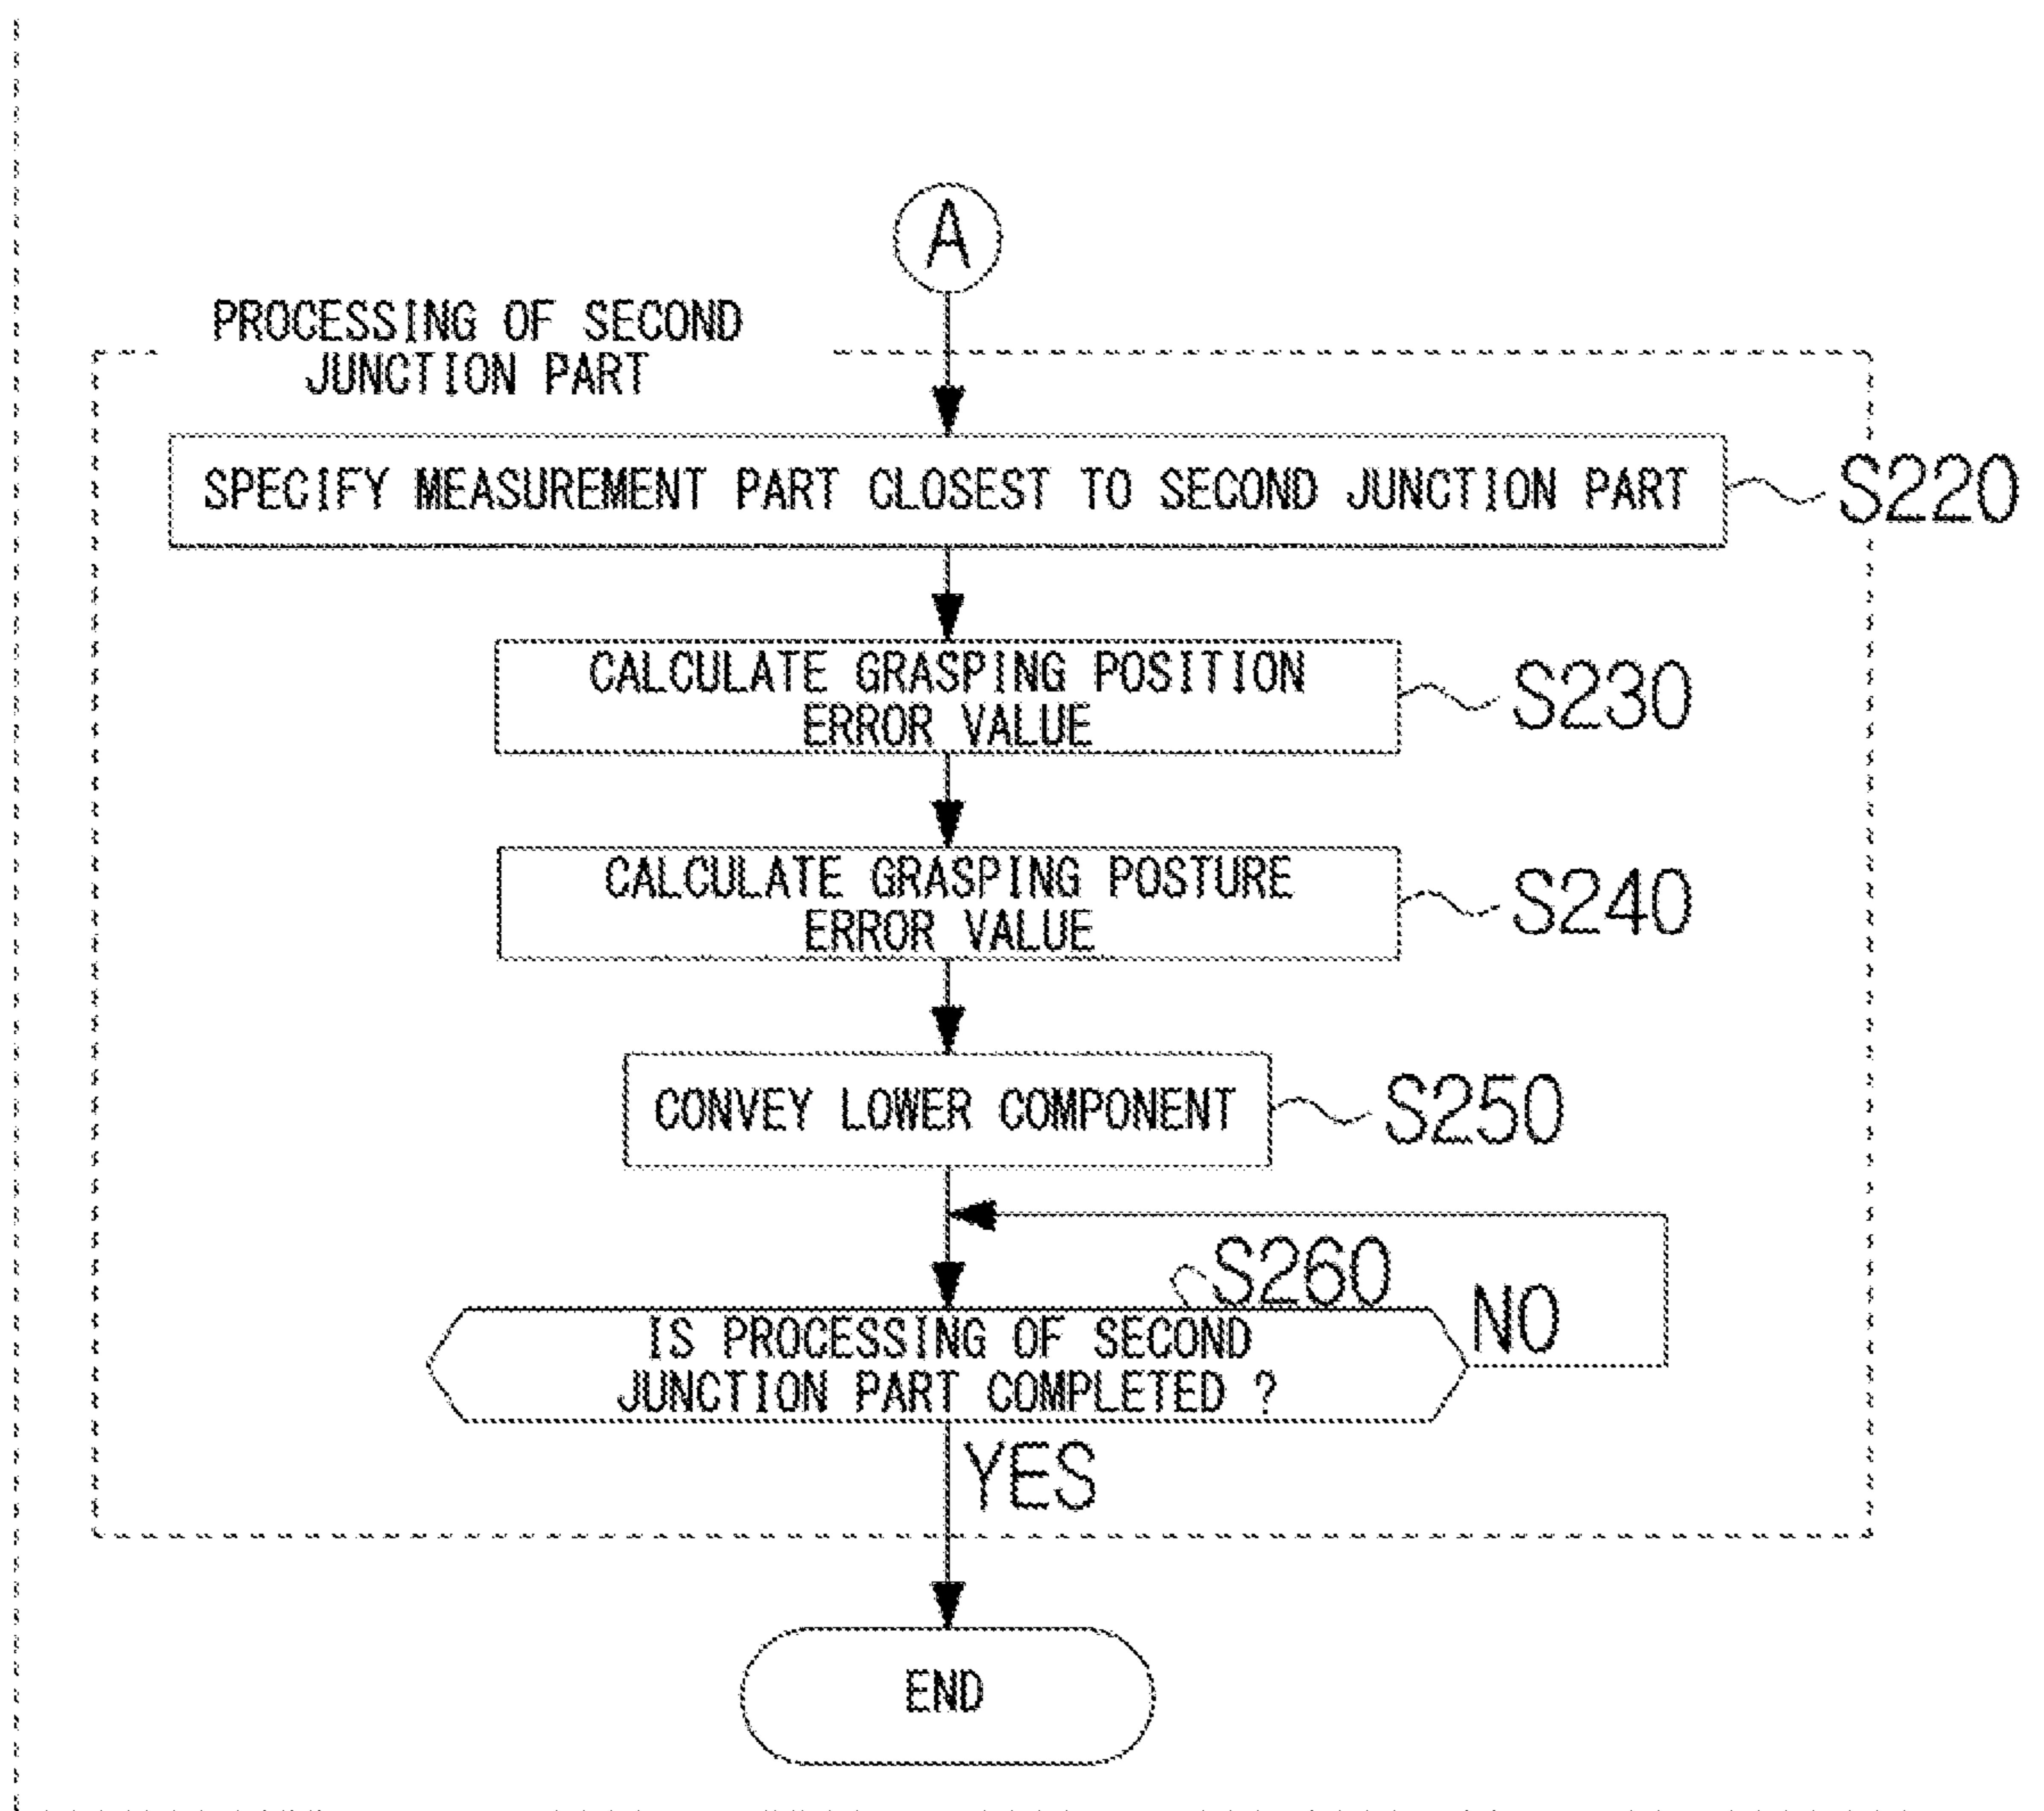 A
PROCESSING OF SECOND
JUNCTION PART
SPECIFY MEASUREMENT PART CLOSEST TO SECOND JUNCTION PART
S220
CALCULATE GRASPING POSITION
ERROR VALUE
S230
CALCULATE GRASPING POSTURE
ERROR VALUE
S240
CONVEY LOWER COMPONENT
S250
S260
IS PROCESSING OF SECOND
JUNCTION PART COMPLETED ?
NO
YES
END